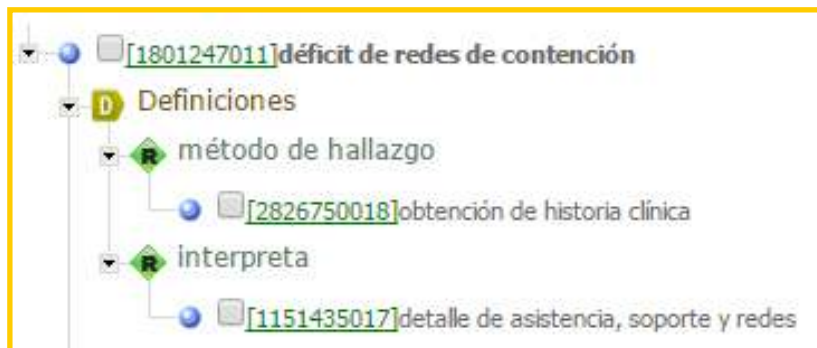 [1801247011]déficit de redes de contención
D Definiciones
R método de hallazgo
[2826750018]obtención de historia clínica
R interpreta
[1151435017]detalle de asistencia, soporte y redes